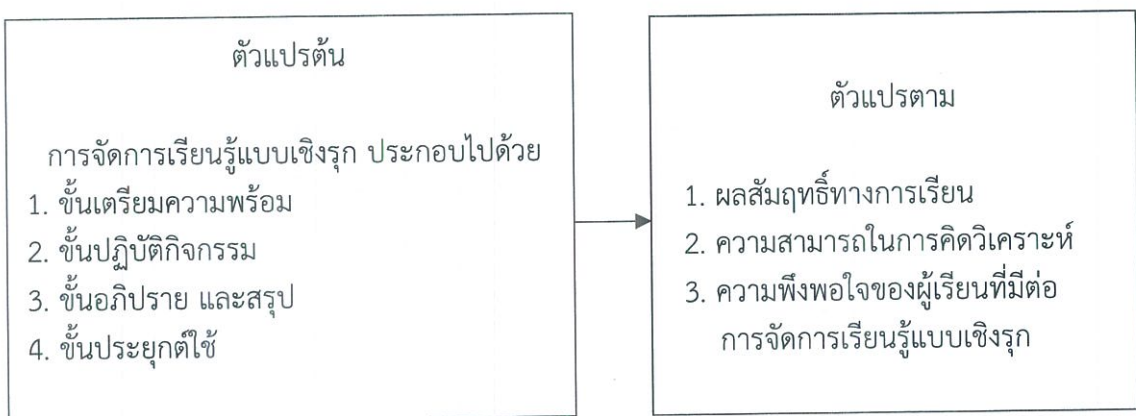 ตัวแปรต้น
การจัดการเรียนรู้แบบเชิงรุก ประกอบไปด้วย
1. ขั้นเตรียมความพร้อม
2. ขั้นปฏิบัติกิจกรรม
3. ขั้นอภิปราย และสรุป
4. ขั้นประยุกต์ใช้
ตัวแปรตาม
1. ผลสัมฤทธิ์ทางการเรียน
2. ความสามารถในการคิดวิเคราะห์
3. ความพึงพอใจของผู้เรียนที่มีต่อ
การจัดการเรียนรู้แบบเชิงรุก